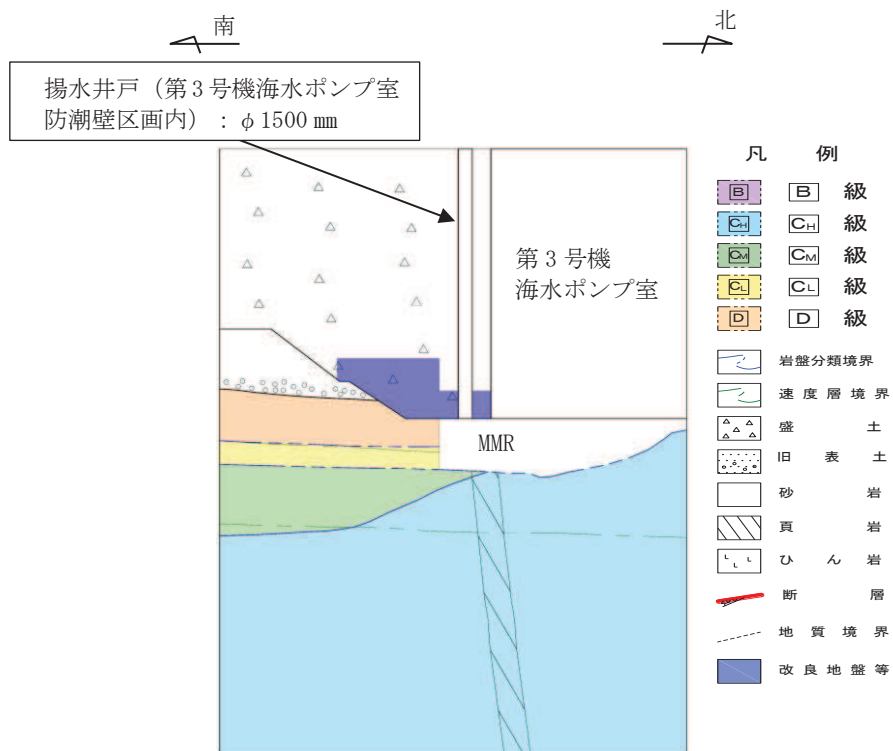 南
北
揚水井戸(第3号機海水ポンプ室
防潮壁区画内):φ1500㎜
第3号機
海水ポンプ室
MMR
凡 例
B B 級
CH CH 級
CM CM 級
CL CL 級
D D 級
岩盤分類境界
速度層境界
盛土
旧表土
砂岩
頁岩
ひん岩
断層
地質境界
改良地盤等